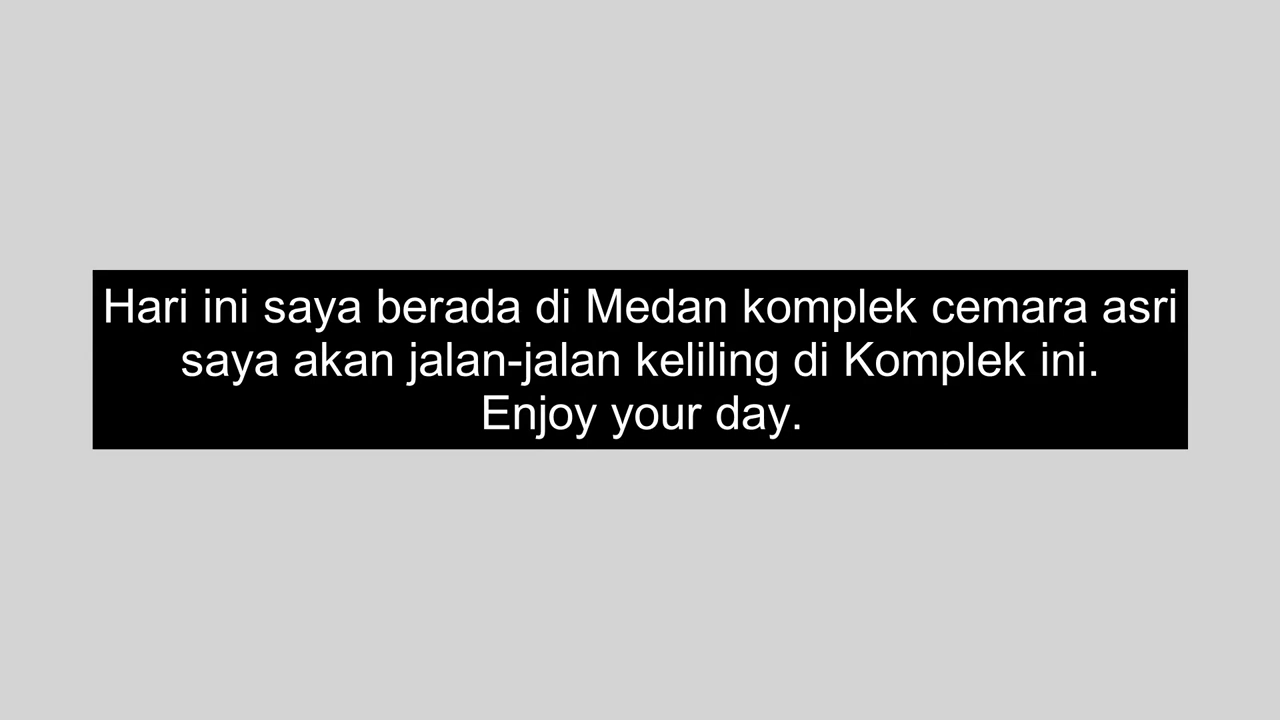 Hari ini saya berada di Medan komplek cemara asri
saya akan jalan-jalan keliling di Komplek ini.
Enjoy your day.